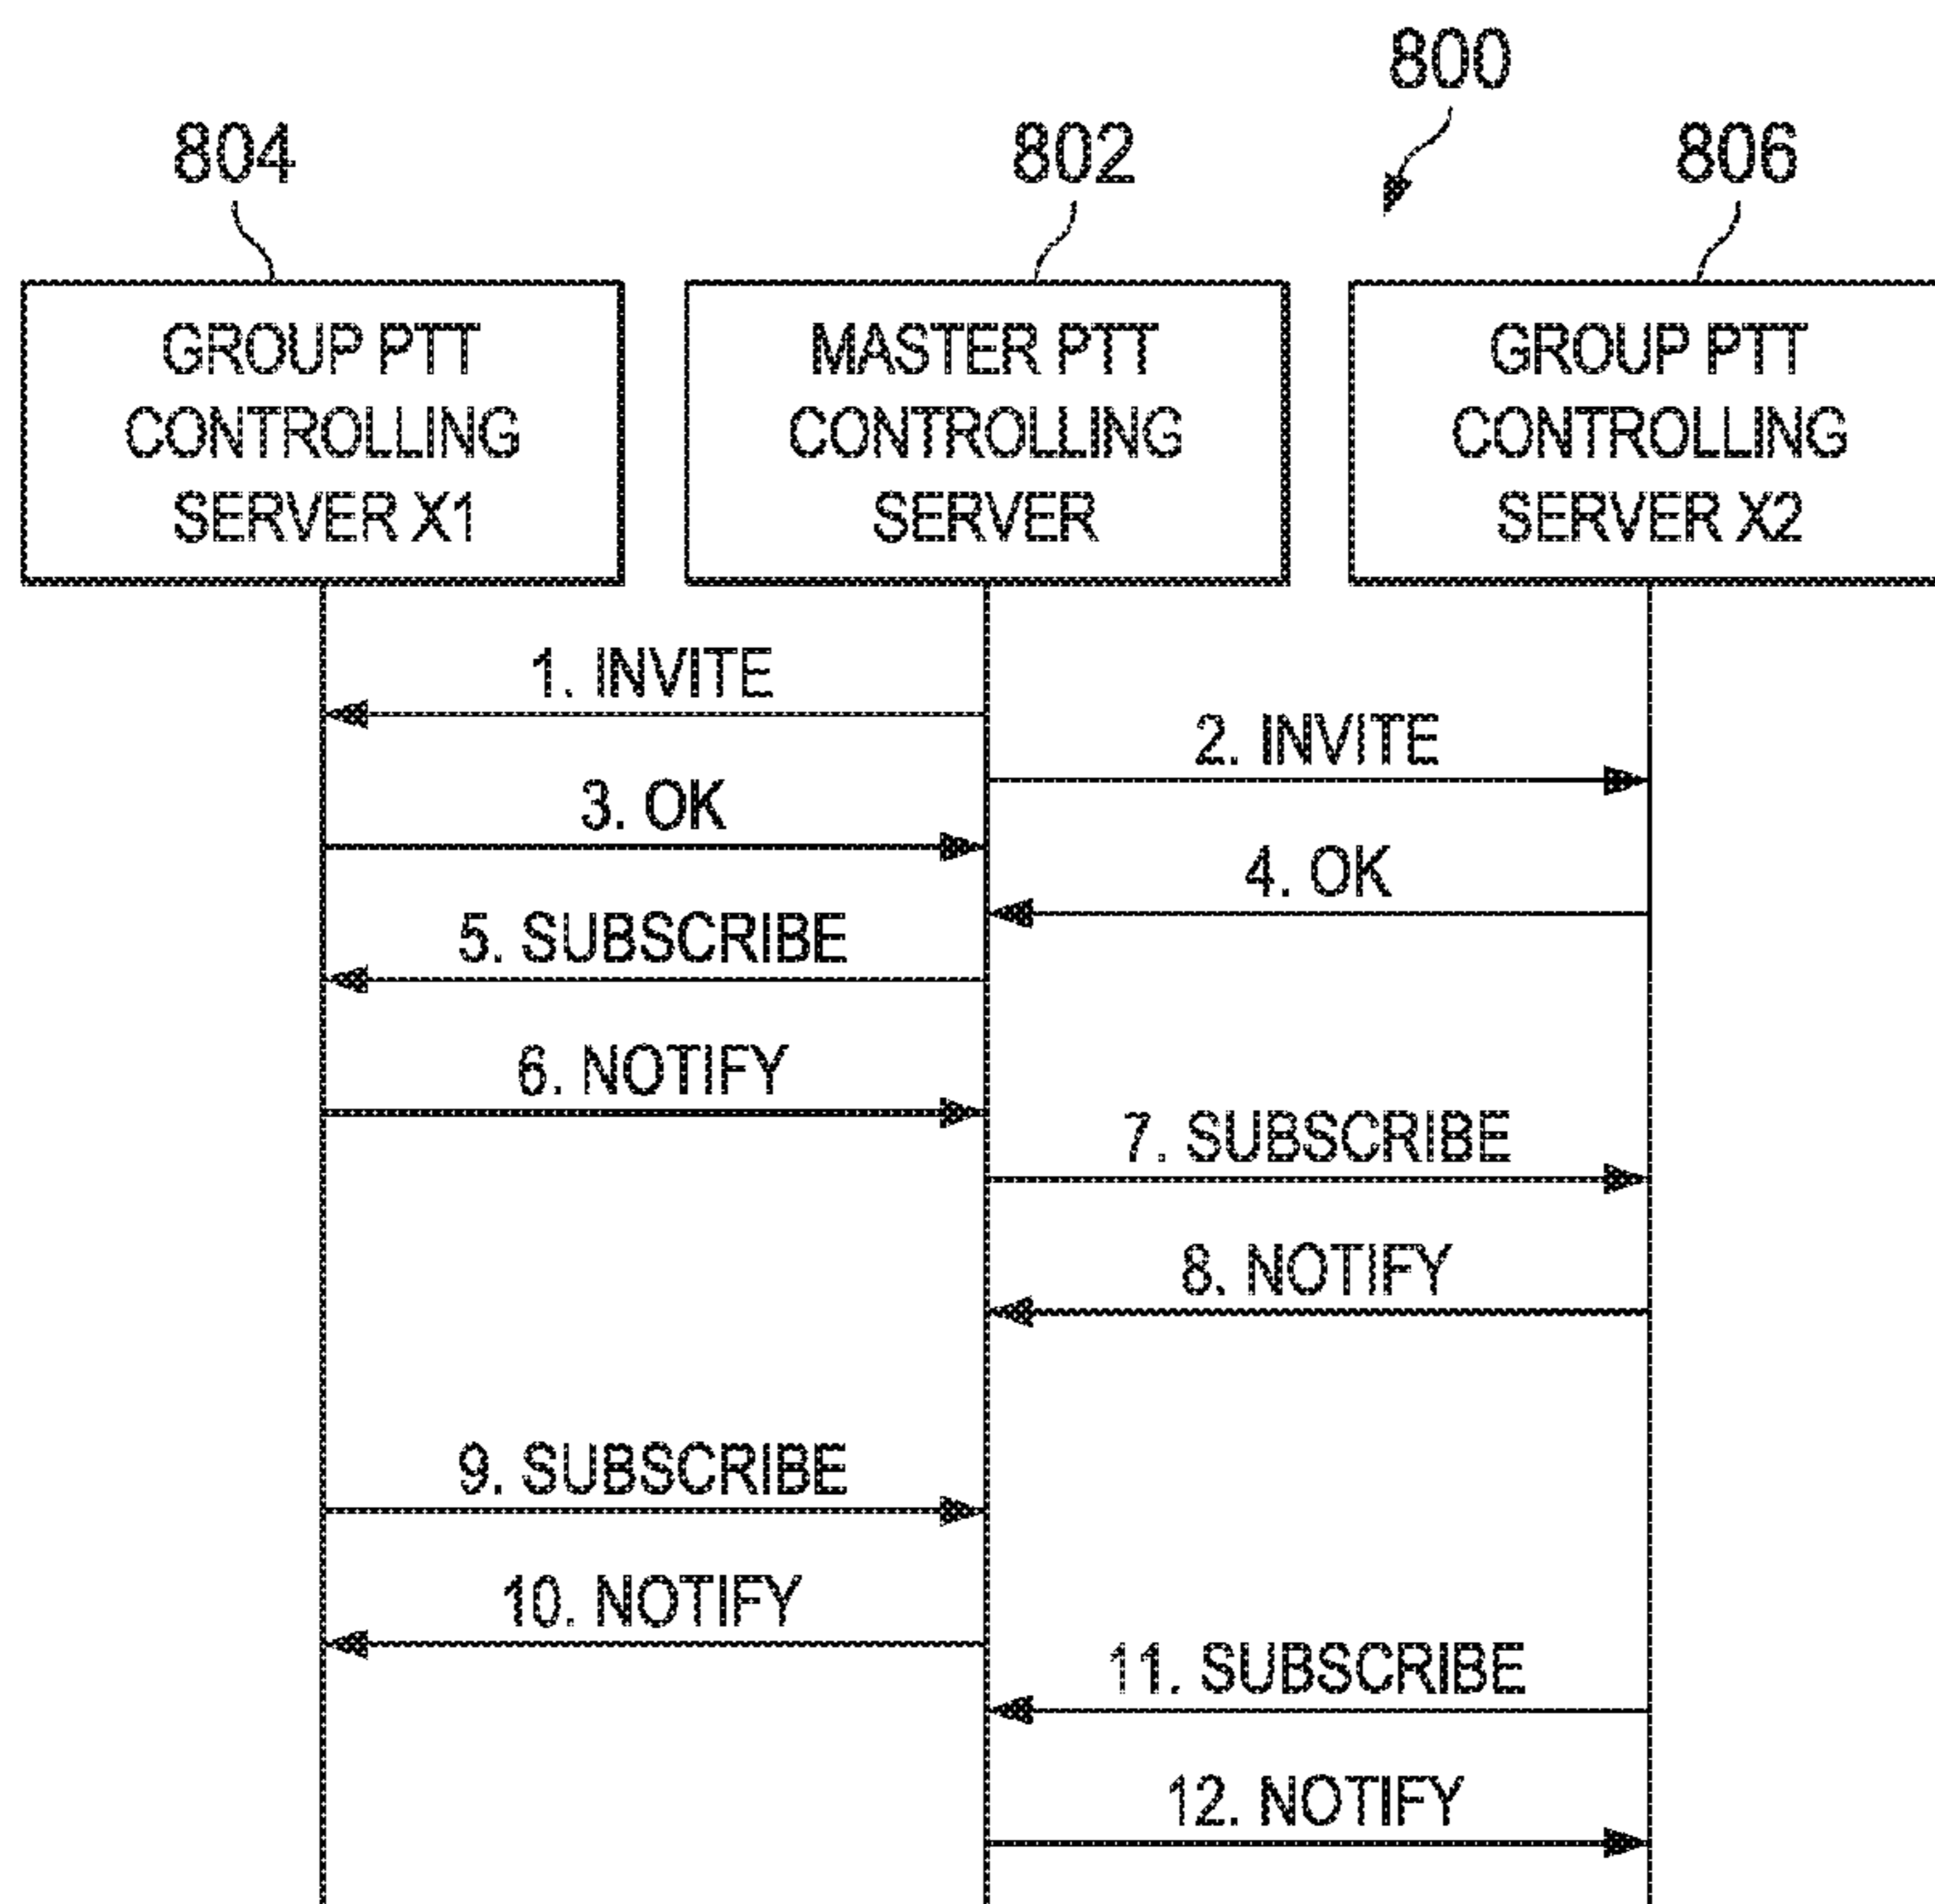 800
804
802
806
GROUP PTT
CONTROLLING
SERVER X1
MASTER PTT
CONTROLLING
SERVER
GROUP PTT
CONTROLLING
SERVER X2
1. INVITE
2. INVITE
3. OK
4. OK
5. SUBSCRIBE
6. NOTIFY
7. SUBSCRIBE
8. NOTIFY
9. SUBSCRIBE
10. NOTIFY
11. SUBSCRIBE
12. NOTIFY